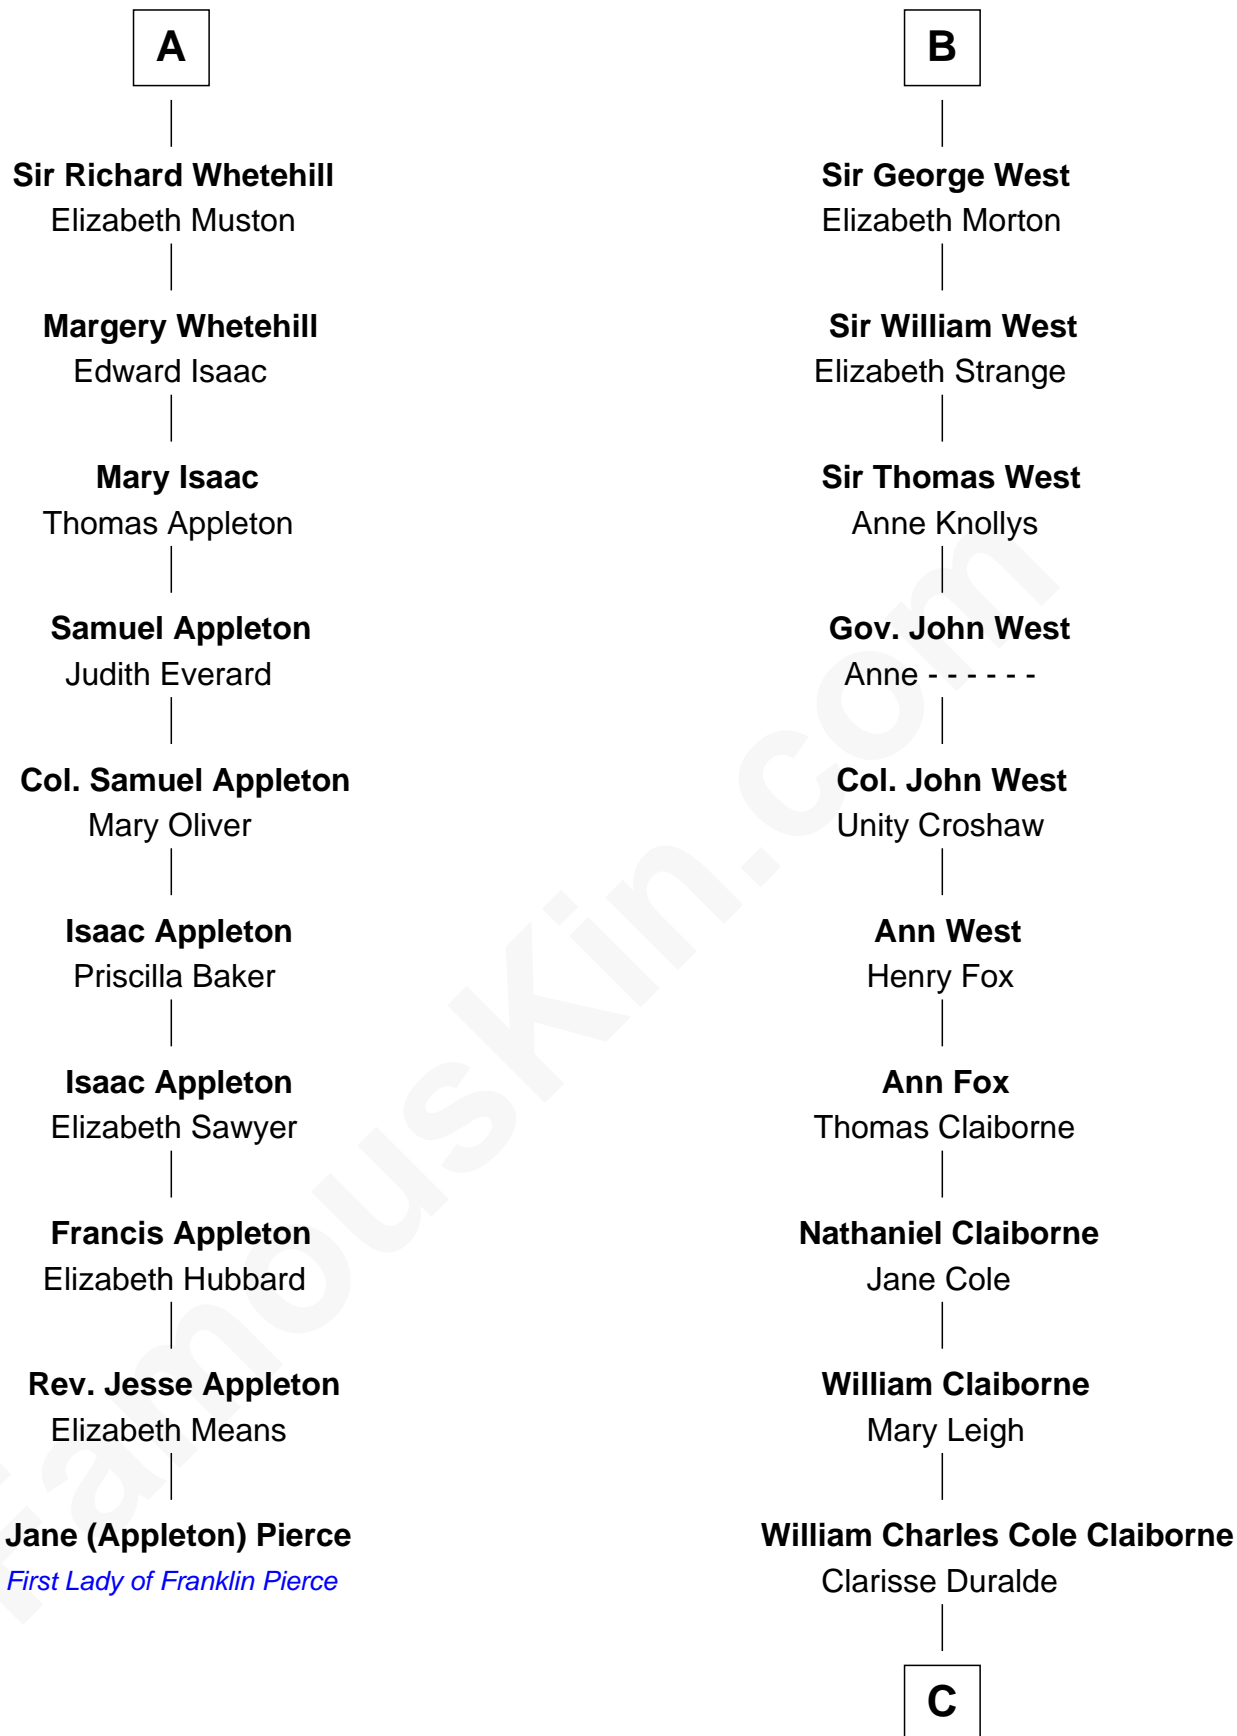 A
Sir Richard Whetehill
Elizabeth Muston
Margery Whetehill
Edward Isaac
Mary Isaac
Thomas Appleton
Samuel Appleton
Judith Everard
Col. Samuel Appleton
Mary Oliver
Isaac Appleton
Priscilla Baker
Isaac Appleton
Elizabeth Sawyer
Francis Appleton
Elizabeth Hubbard
Rev. Jesse Appleton
Elizabeth Means
Jane (Appleton) Pierce
First Lady of Franklin Pierce
B
Sir George West
Elizabeth Morton
Sir William West
Elizabeth Strange
Sir Thomas West
Anne Knollys
Gov. John West
Anne - - - - - -
Col. John West
Unity Croshaw
Ann West
Henry Fox
Ann Fox
Thomas Claiborne
Nathaniel Claiborne
Jane Cole
William Claiborne
Mary Leigh
William Charles Cole Claiborne
Clarisse Duralde
C
FamousKin.com